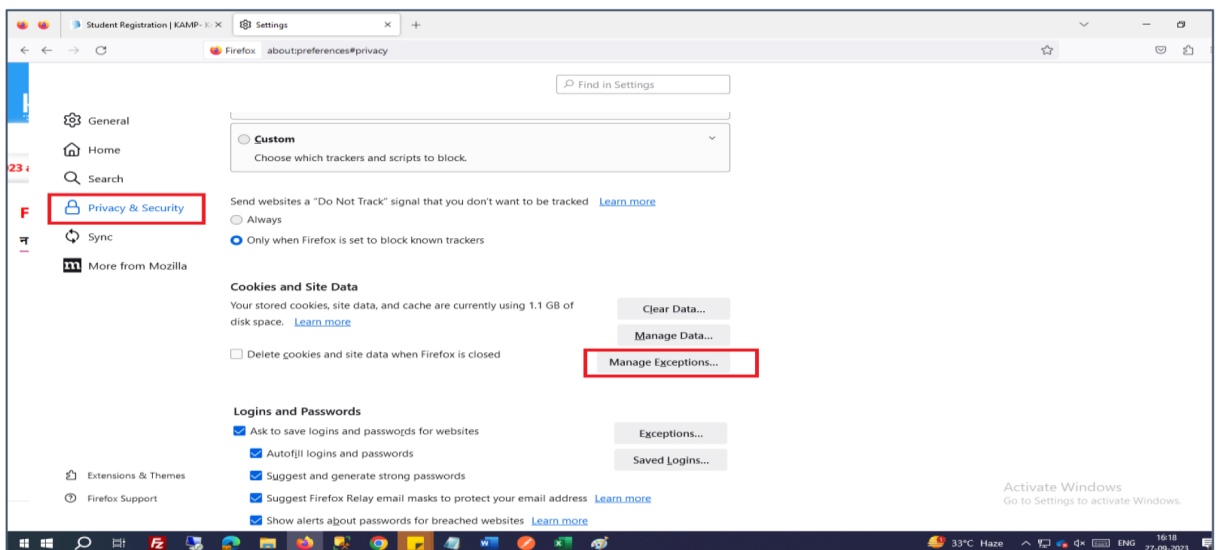 Student Registration | KAMP- K
Settings
Firefox about:preferences#privacy
Find in Settings
General
Home
Search
Privacy & Security
Sync
More from Mozilla
Extensions & Themes
Firefox Support
23
F
न
Custom
Choose which trackers and scripts to block.
Send websites a “Do Not Track” signal that you don’t want to be tracked Learn more
Always
Only when Firefox is set to block known trackers
Cookies and Site Data
Your stored cookies, site data, and cache are currently using 1.1 GB of
disk space. Learn more
Clear Data...
Manage Data...
Delete cookies and site data when Firefox is closed
Manage Exceptions...
Logins and Passwords
Ask to save logins and passwords for websites
Exceptions...
Autofill logins and passwords
Saved Logins...
Suggest and generate strong passwords
Suggest Firefox Relay email masks to protect your email address Learn more
Show alerts about passwords for breached websites Learn more
Activate Windows
Go to Settings to activate Windows.
33°C Haze
ENG
16:18
27-09-2023